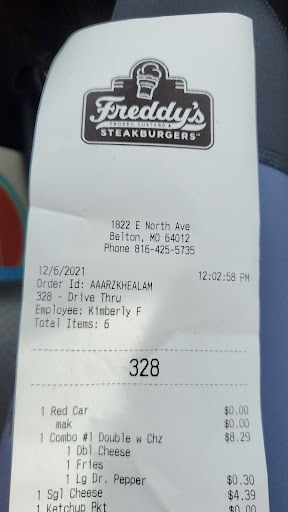 Freddy's
FROZEN CUSTARD &
STEAKBURGERS
1822 E North Ave
Belton, MO 64012
Phone 816-425-5735
12/6/2021 12:02:58 PM
Order Id: AAARZKHEALAM
328 - Drive Thru
Employee: Kimberly F
Total Items: 6
328
1 Red Car $0.00
mak $0.00
1 Combo #1 Double w Chz $8.29
1 Dbl Cheese
1 Fries
1 Lg Dr. Pepper $0.30
1 Sgl Cheese $4.39
1 Ketchup Pkt $0.00